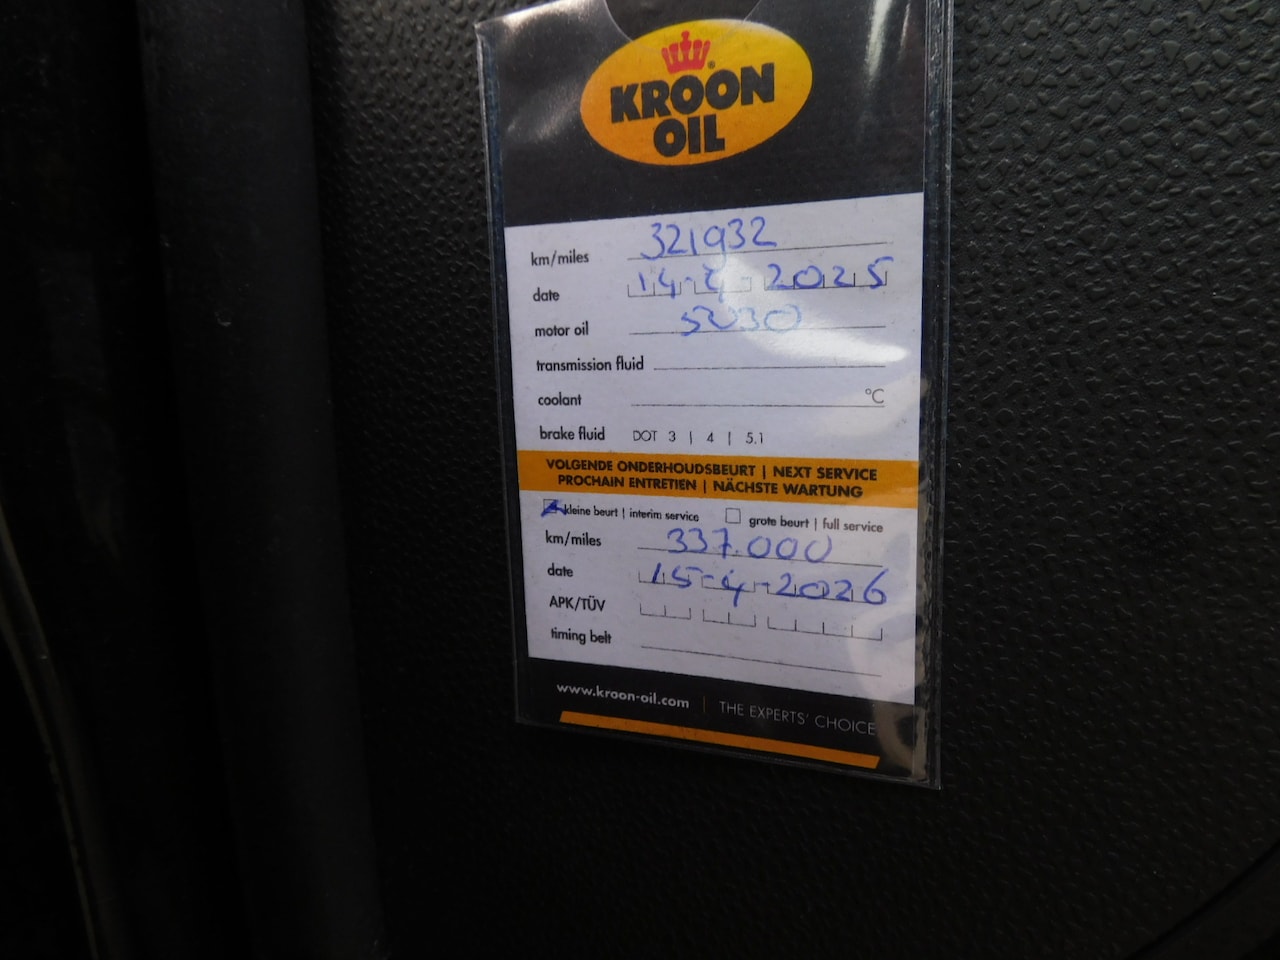 KROON
OIL
km/miles 321932
date 14-4-2025
motor oil 5W30
transmission fluid
coolant °C
brake fluid DOT 3 | 4 | 5.1
VOLGENDE ONDERHOUDSBEURT | NEXT SERVICE
PROCHAIN ENTRETIEN | NÄCHSTE WARTUNG
kleine beurt | interim service grote beurt | full service
km/miles 337.000
date 15-4-2026
APK/TÜV
timing belt
www.kroon-oil.com | THE EXPERTS' CHOICE